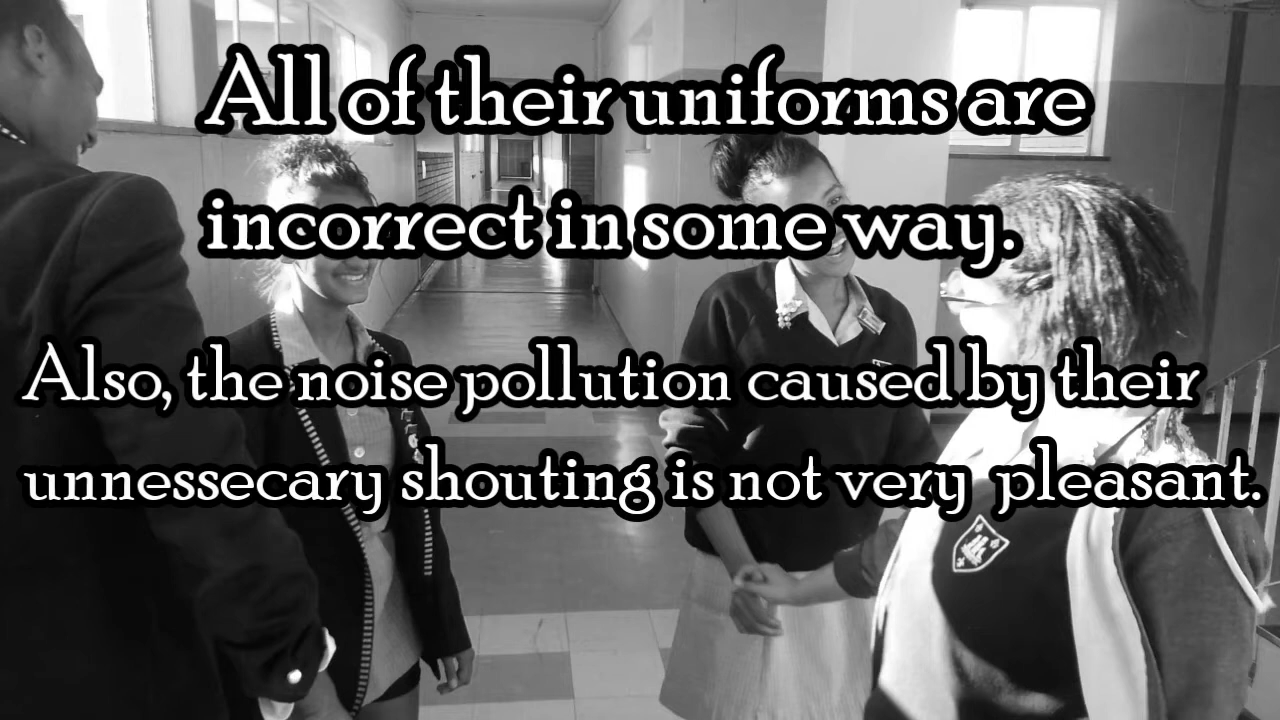 All of their uniforms are
incorrect in some way.
Also, the noise pollution caused by their
unnessecary shouting is not very pleasant.